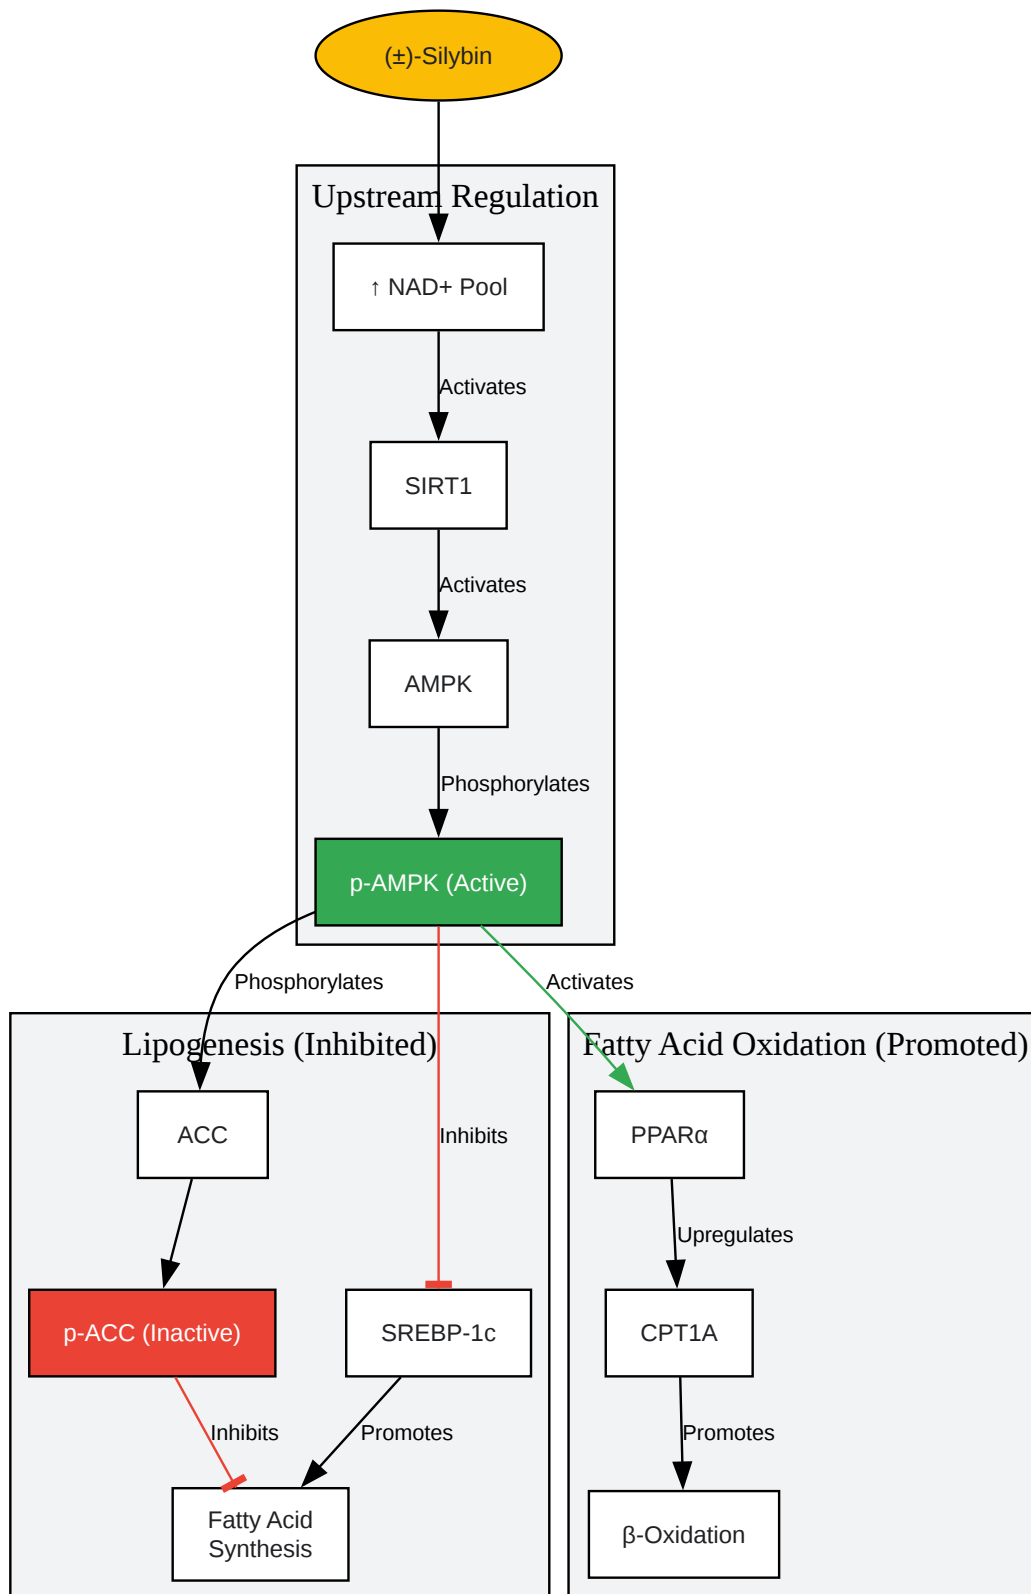 (±)-Silybin
Upstream Regulation
↑ NAD+ Pool
Activates
SIRT1
Activates
AMPK
Phosphorylates
p-AMPK (Active)
Phosphorylates
Activates
Lipogenesis (Inhibited)
Fatty Acid Oxidation (Promoted)
ACC
Inhibits
PPARα
Upregulates
p-ACC (Inactive)
SREBP-1c
CPT1A
Inhibits
Promotes
Promotes
Fatty Acid
Synthesis
β-Oxidation